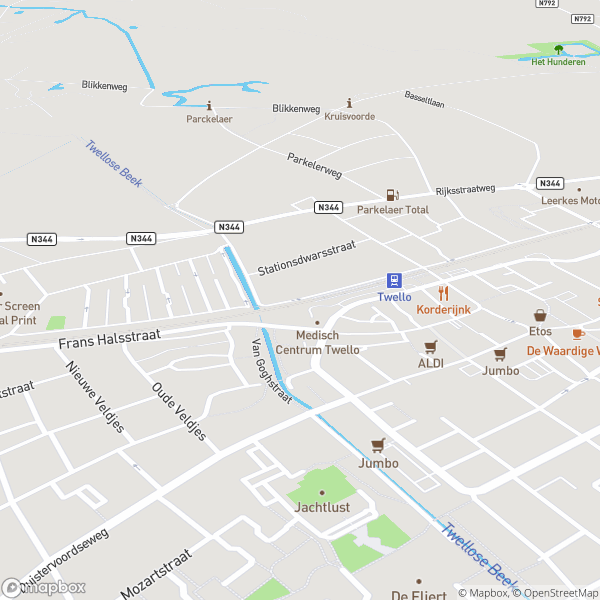 N792
N792
Het Hunderen
Blikkenweg
Parckelaer
Blikkenweg
Kruisvoorde
Basseltlaan
Twellose Beek
Parkelerweg
N344
Rijksstraatweg
Leerkes Moto
Parkelaer Total
N344
N344
N344
N344
Stationsdwarsstraat
Twello
Korderijnk
r Screen
al Print
S
Etos
De Waardige W
Frans Halsstraat
Medisch
Centrum Twello
ALDI
Jumbo
Van Goghstraat
straat
Nieuwe Veldjes
Oude Veldjes
Jumbo
Jachtlust
Twellose Beek
uistervoordseweg
Mozartstraat
De Fliert
mapbox
© Mapbox, © OpenStreetMap